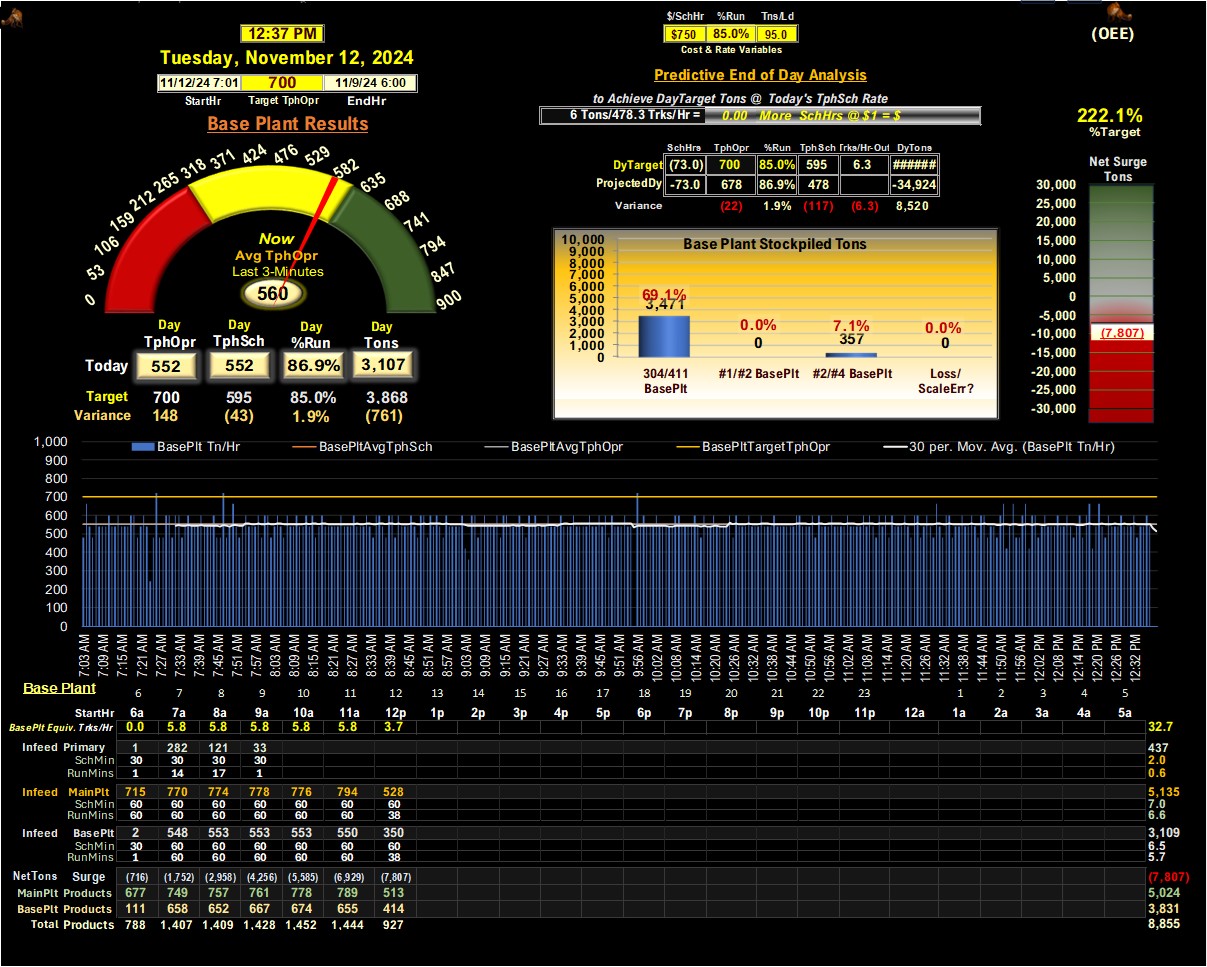 12:37 PM
Tuesday, November 12, 2024
11/12/24 7:01 700 11/9/24 6:00
StartHr Target TphOpr EndHr
Base Plant Results
0 53 106 159 212 265 318 371 424 476 529 582 635 688 741 794 847 900
Now
Avg TphOpr
Last 3-Minutes
560
Day TphOpr Day TphSch Day %Run Day Tons
Today 552 552 86.9% 3,107
Target 700 595 85.0% 3,868
Variance 148 (43) 1.9% (761)
$/SchHr %Run Tns/Ld
$750 85.0% 95.0
Cost & Rate Variables
Predictive End of Day Analysis
to Achieve DayTarget Tons @ Today's TphSch Rate
6 Tons/478.3 Trks/Hr = 0.00 More SchHrs @ $1 = $
SchHrs TphOpr %Run TphSch Trks/Hr-Out DyTons
DyTarget (73.0) 700 85.0% 595 6.3 ######
ProjectedDy -73.0 678 86.9% 478 -34,924
Variance (22) 1.9% (117) (6.3) 8,520
Base Plant Stockpiled Tons
10,000
9,000
8,000
7,000
6,000
5,000
4,000
3,000
2,000
1,000
0
69.1% 0.0% 7.1% 0.0%
3,471 0 357 0
304/411 BasePlt #1/#2 BasePlt #2/#4 BasePlt Loss/ ScaleErr?
(OEE)
222.1%
%Target
Net Surge
Tons
30,000
25,000
20,000
15,000
10,000
5,000
0
-5,000
-10,000
-15,000
-20,000
-25,000
-30,000
(7,807)
BasePlt Tn/Hr BasePltAvgTphSch BasePltAvgTphOpr BasePltTargetTphOpr 30 per. Mov. Avg. (BasePlt Tn/Hr)
1,000
900
800
700
600
500
400
300
200
100
0
7:03 AM 7:09 AM 7:15 AM 7:21 AM 7:33 AM 7:39 AM 7:45 AM 7:51 AM 7:57 AM 8:03 AM 8:09 AM 8:15 AM 8:21 AM 8:27 AM 8:33 AM 8:39 AM 8:45 AM 8:51 AM 8:57 AM 9:03 AM 9:09 AM 9:15 AM 9:21 AM 9:27 AM 9:33 AM 9:39 AM 9:45 AM 9:51 AM 9:56 AM 10:02 AM 10:08 AM 10:14 AM 10:20 AM 10:26 AM 10:32 AM 10:38 AM 10:44 AM 10:50 AM 10:56 AM 11:02 AM 11:08 AM 11:14 AM 11:20 AM 11:26 AM 11:32 AM 11:38 AM 11:44 AM 11:50 AM 11:56 AM 12:02 PM 12:08 PM 12:14 PM 12:20 PM 12:26 PM 12:32 PM
Base Plant 6 7 8 9 10 11 12 13 14 15 16 17 18 19 20 21 22 23 1 2 3 4 5
StartHr 6a 7a 8a 9a 10a 11a 12p 1p 2p 3p 4p 5p 6p 7p 8p 9p 10p 11p 12a 1a 2a 3a 4a 5a
BasePlt Equiv. Trks/Hr 0.0 5.8 5.8 5.8 5.8 5.8 3.7 32.7
Infeed Primary 1 282 121 33 437
SchMin 30 30 30 30 2.0
RunMins 1 14 17 1 0.6
Infeed MainPlt 715 770 774 778 776 794 528 5,135
SchMin 60 60 60 60 60 60 60 7.0
RunMins 60 60 60 60 60 60 38 6.6
Infeed BasePlt 2 548 553 553 553 550 350 3,109
SchMin 30 60 60 60 60 60 60 6.5
RunMins 1 60 60 60 60 60 38 5.7
NetTons Surge (716) (1,752) (2,958) (4,256) (5,585) (6,929) (7,807) (7,807)
MainPlt Products 677 749 757 761 778 789 513 5,024
BasePlt Products 111 658 652 667 674 655 414 3,831
Total Products 788 1,407 1,409 1,428 1,452 1,444 927 8,855